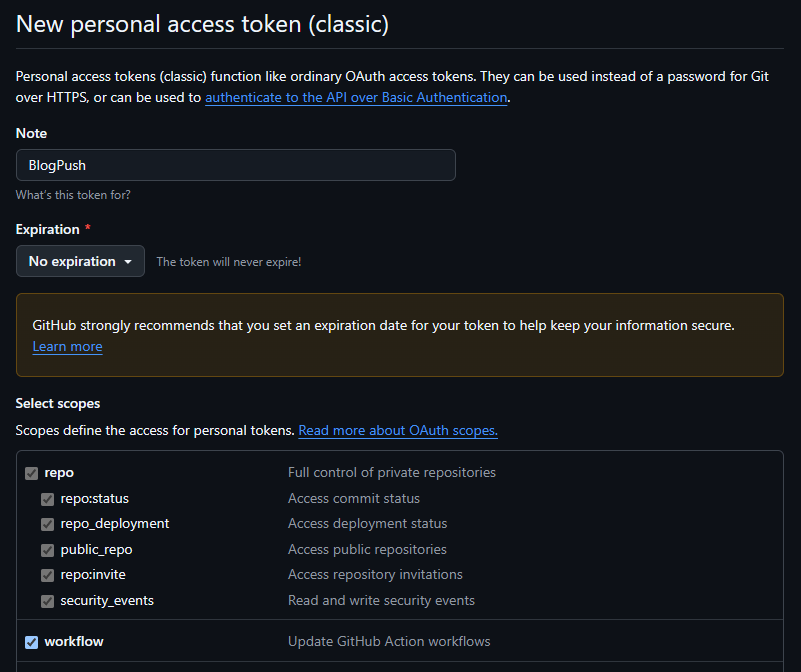 New personal access token (classic)
Personal access tokens (classic) function like ordinary OAuth access tokens. They can be used instead of a password for Git
over HTTPS, or can be used to authenticate to the API over Basic Authentication.
Note
BlogPush
What's this token for?
Expiration *
No expiration The token will never expire!
GitHub strongly recommends that you set an expiration date for your token to help keep your information secure.
Learn more
Select scopes
Scopes define the access for personal tokens. Read more about OAuth scopes.
repo Full control of private repositories
repo:status Access commit status
repo_deployment Access deployment status
public_repo Access public repositories
repo:invite Access repository invitations
security_events Read and write security events
workflow Update GitHub Action workflows